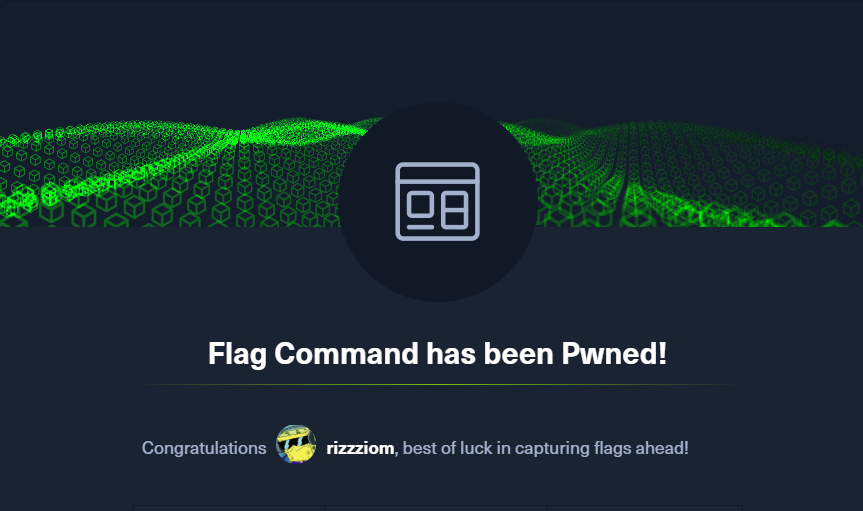 Flag Command has been Pwned!
Congratulations rizzziom, best of luck in capturing flags ahead!